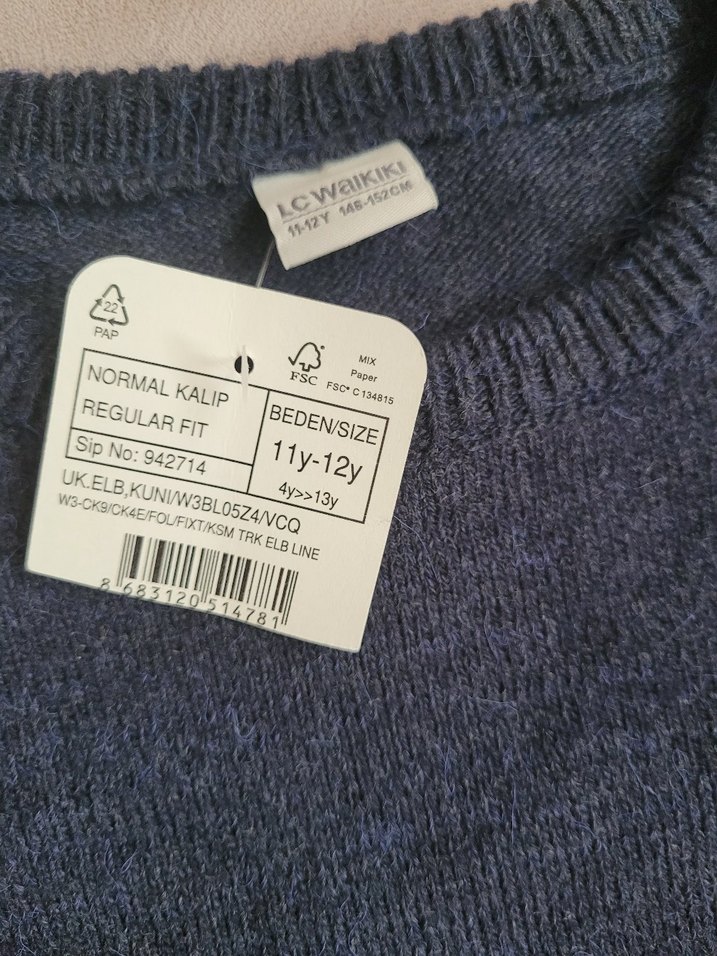 LC WAIKIKI
11-12Y 146-152CM
22
PAP
FSC
MIX
Paper
FSC® C134815
NORMAL KALIP
REGULAR FIT
Sip No: 942714
BEDEN/SIZE
11y-12y
4y>>13y
UK.ELB,KUNI/W3BL05Z4/VCQ
W3-CK9/CK4E/FOL/FIXT/KSM TRK ELB LINE
8 683120 514781